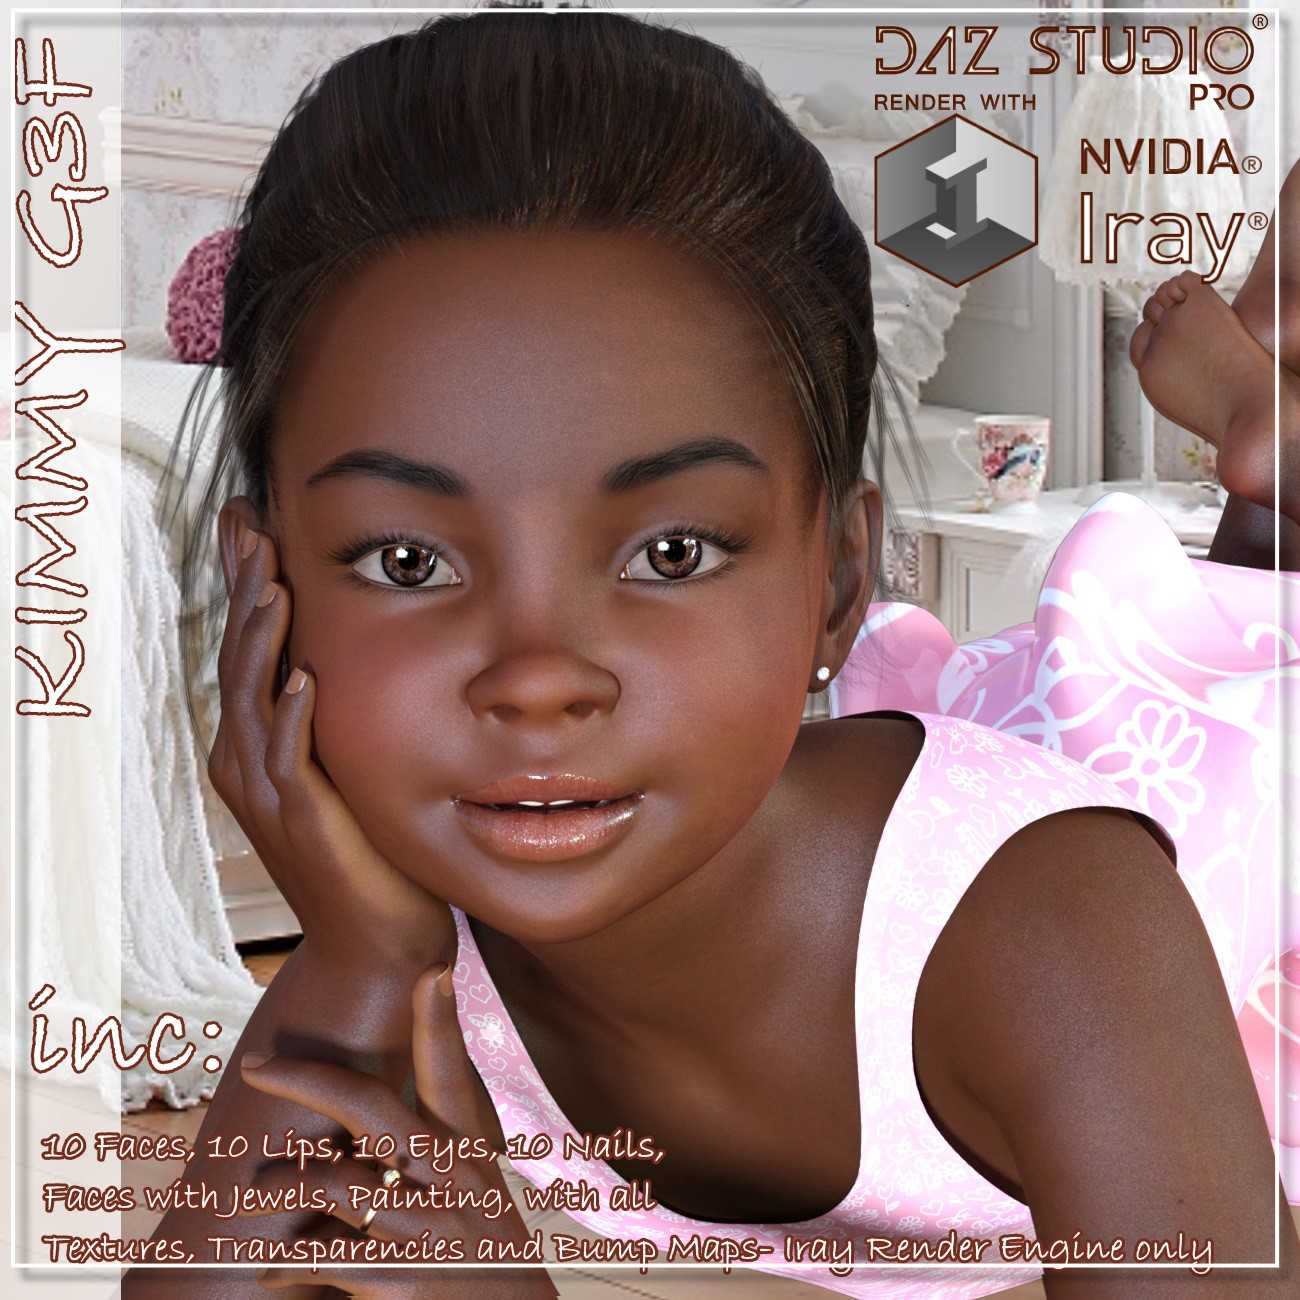 KIMMY G3F
DAZ STUDIO®
PRO
RENDER WITH
NVIDIA®
Iray®
inc:
10 Faces, 10 Lips, 10 Eyes, 10 Nails,
Faces with Jewels, Painting, with all
Textures, Transparencies and Bump Maps- Iray Render Engine only